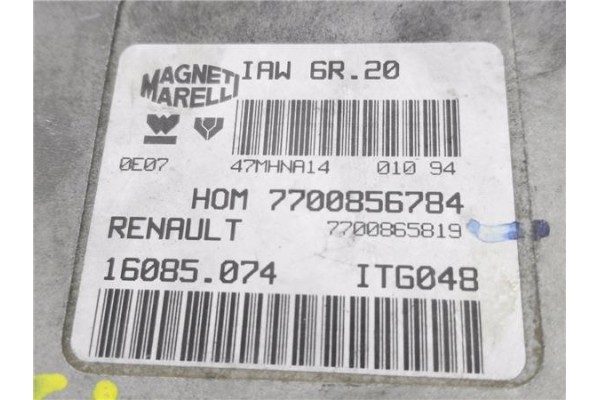 MAGNETI MARELLI
IAW 6R.20
0E07 47MHNA14 010 94
HOM 7700856784
RENAULT 7700865819
16085.074 ITG048